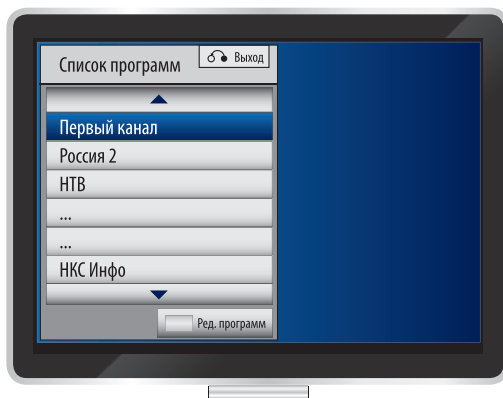 Список программ
Выход
Первый канал
Россия 2
НТВ
...
...
НКС Инфо
Ред. программ